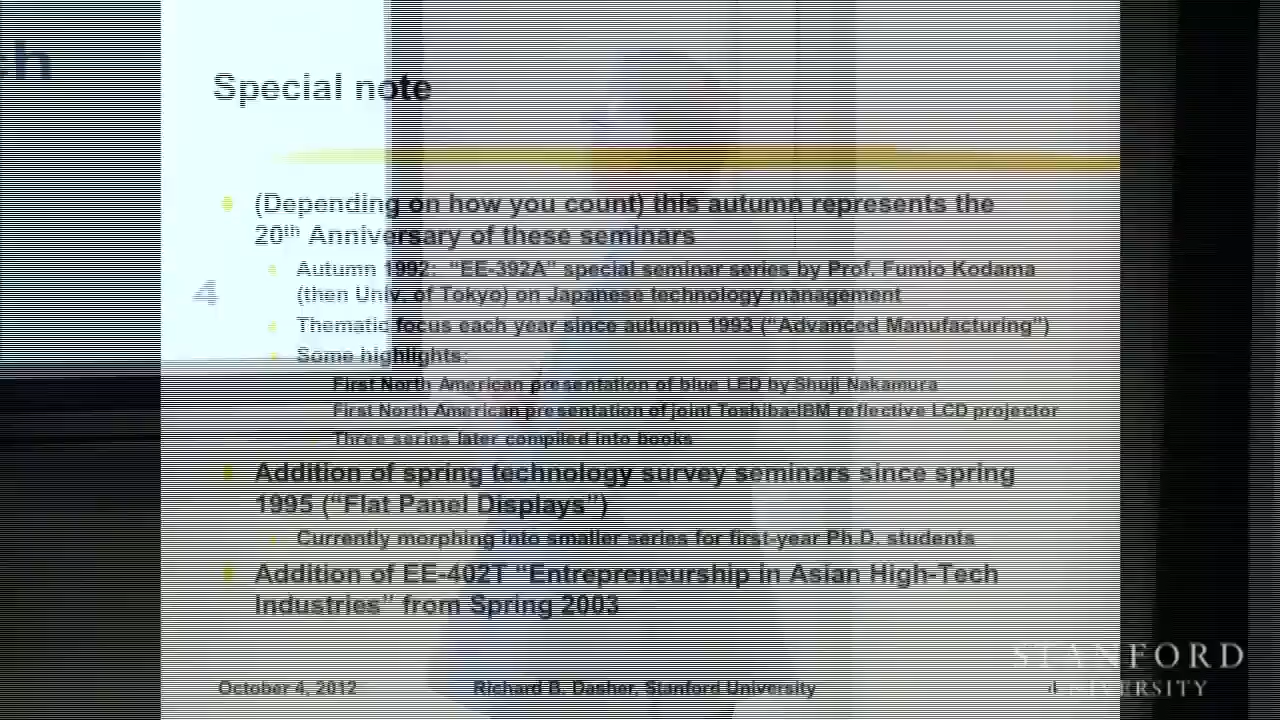 ch
4
Special note
(Depending on how you count) this autumn represents the
20th Anniversary of these seminars
Autumn 1992: “EE-392A” special seminar series by Prof. Fumio Kodama
(then Univ. of Tokyo) on Japanese technology management
Thematic focus each year since autumn 1993 (“Advanced Manufacturing”)
Some highlights:
First North American presentation of blue LED by Shuji Nakamura
First North American presentation of joint Toshiba-IBM reflective LCD projector
Three series later compiled into books
Addition of spring technology survey seminars since spring
1995 (“Flat Panel Displays”)
Currently morphing into smaller series for first-year Ph.D. students
Addition of EE-402T “Entrepreneurship in Asian High-Tech
Industries” from Spring 2003
October 4, 2012 Richard B. Dasher, Stanford University 4
STANFORD
UNIVERSITY